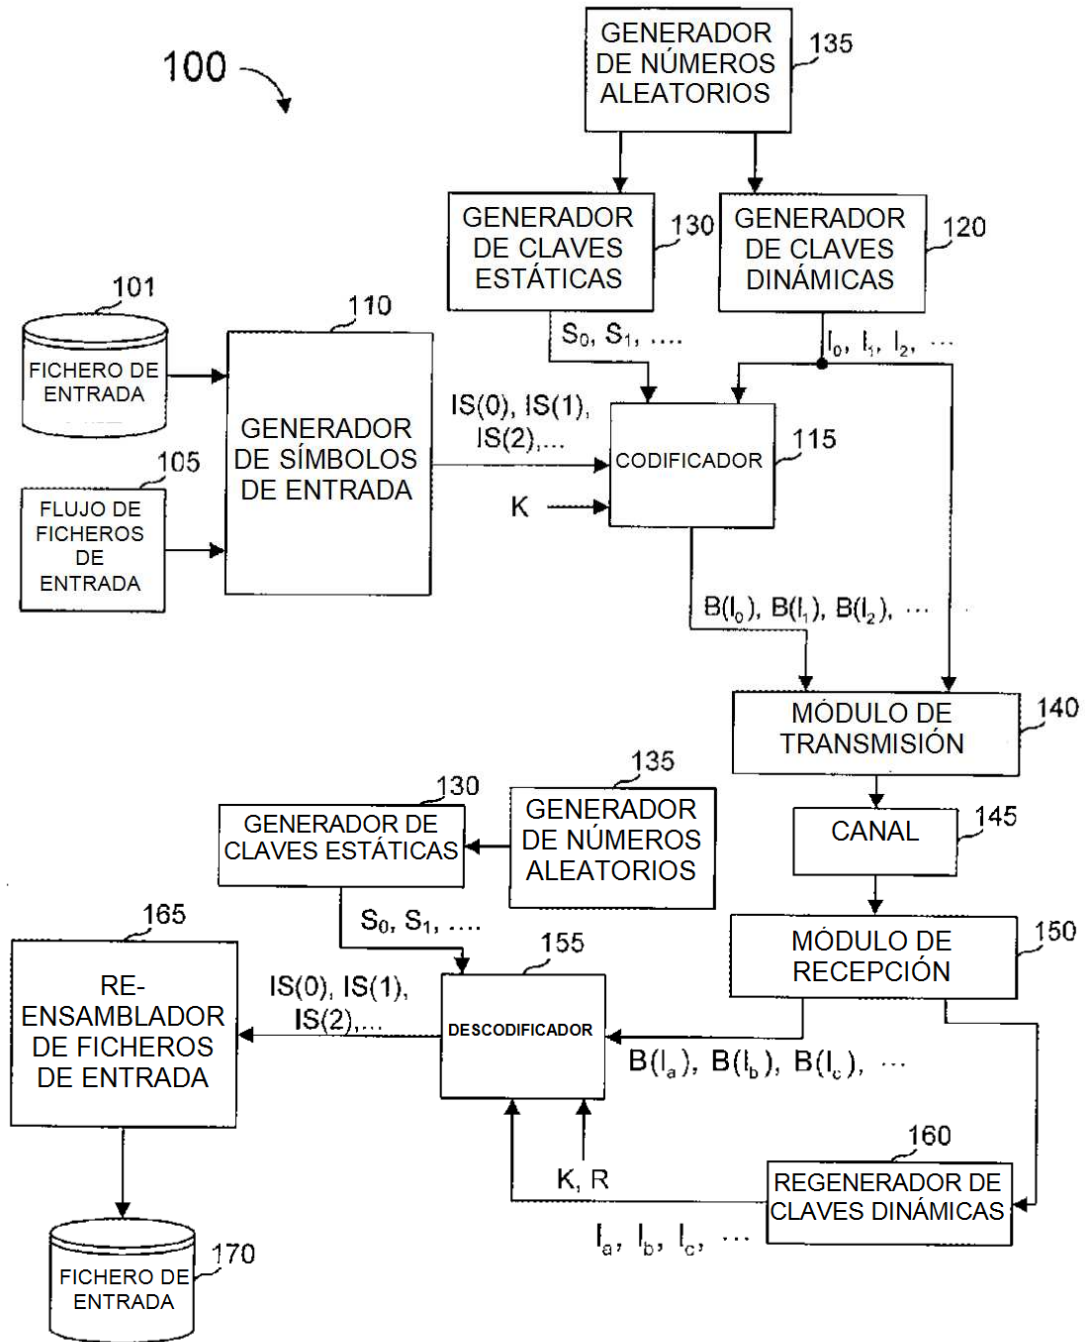 100
GENERADOR
DE NÚMEROS
ALEATORIOS
135
GENERADOR
DE CLAVES
ESTÁTICAS
130
GENERADOR
DE CLAVES
DINÁMICAS
120
S₀, S₁, ....
I₀, I₁, I₂, ...
101
FICHERO DE
ENTRADA
105
FLUJO DE
FICHEROS
DE
ENTRADA
110
GENERADOR
DE SÍMBOLOS
DE ENTRADA
IS(0), IS(1),
IS(2),...
K
CODIFICADOR
115
B(I₀), B(I₁), B(I₂), ...
MÓDULO DE
TRANSMISIÓN
140
CANAL
145
MÓDULO DE
RECEPCIÓN
150
130
GENERADOR DE
CLAVES ESTÁTICAS
135
GENERADOR
DE NÚMEROS
ALEATORIOS
S₀, S₁, ....
155
DESCODIFICADOR
B(Iₐ), B(I_b), B(I_c), ...
165
RE-
ENSAMBLADOR
DE FICHEROS
DE ENTRADA
IS(0), IS(1),
IS(2),...
K, R
160
REGENERADOR DE
CLAVES DINÁMICAS
Iₐ, I_b, I_c, ...
FICHERO DE
ENTRADA
170